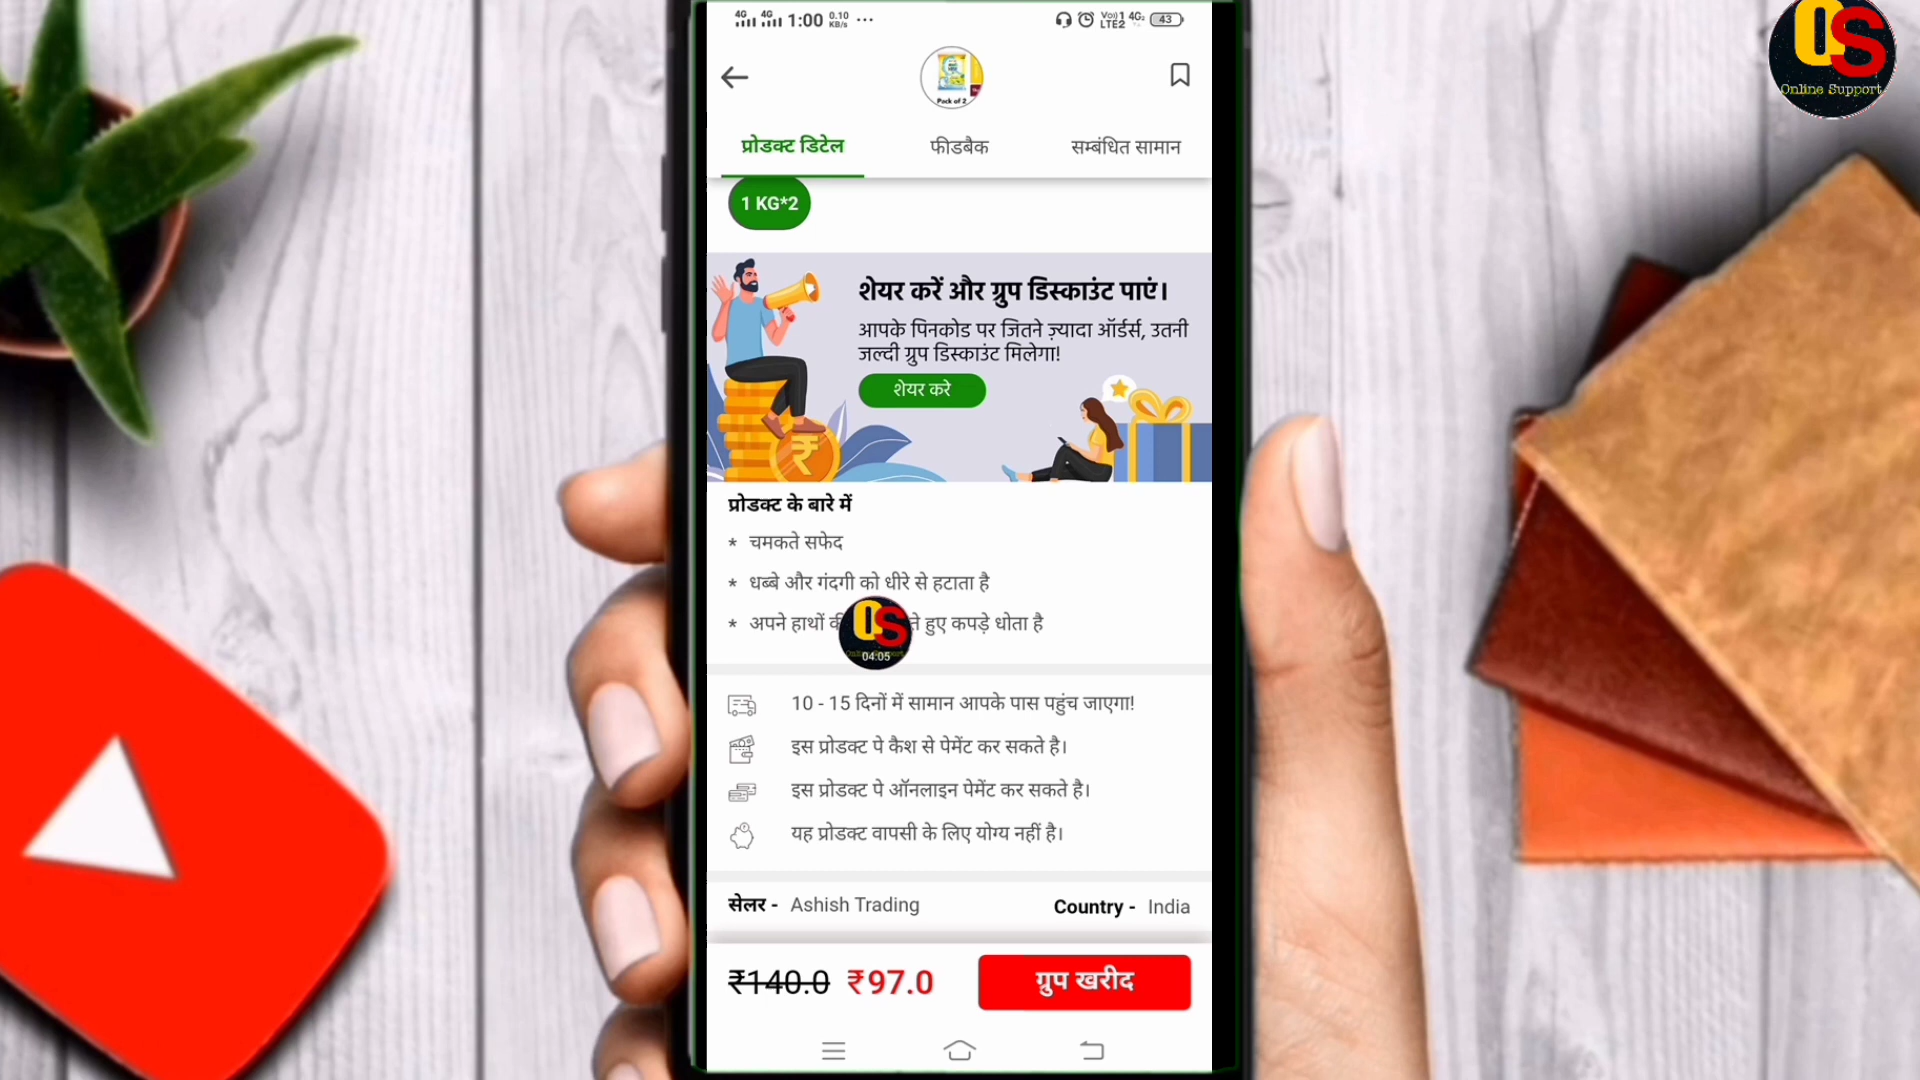 4G 4G 1:00 0.10 KB/s ... Vo)) 1 4G LTE2 43
QS
Online Support
Pack of 2
प्रोडक्ट डिटेल फीडबैक सम्बंधित सामान
1 KG*2
शेयर करें और ग्रुप डिस्काउंट पाएं।
आपके पिनकोड पर जितने ज़्यादा ऑर्डर्स, उतनी
जल्दी ग्रुप डिस्काउंट मिलेगा!
शेयर करे
प्रोडक्ट के बारे में
* चमकते सफेद
* धब्बे और गंदगी को धीरे से हटाता है
* अपने हाथों हुए कपड़े धोता है
QS
04:05
10 - 15 दिनों में सामान आपके पास पहुंच जाएगा!
इस प्रोडक्ट पे कैश से पेमेंट कर सकते है।
इस प्रोडक्ट पे ऑनलाइन पेमेंट कर सकते है।
यह प्रोडक्ट वापसी के लिए योग्य नहीं है।
सेलर - Ashish Trading Country - India
₹140.0 ₹97.0 ग्रुप खरीद